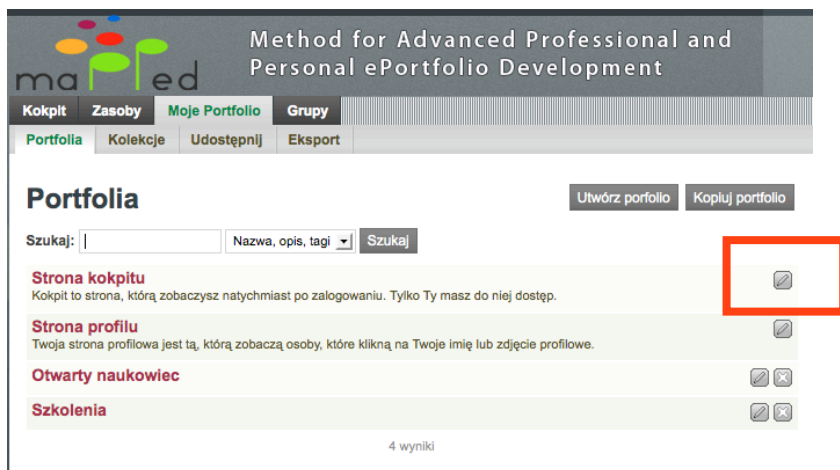 Method for Advanced Professional and
Personal ePortfolio Development
mapped
Kokpit Zasoby Moje Portfolio Grupy
Portfolia Kolekcje Udostępnij Eksport
Portfolia
Utwórz porfolio Kopiuj portfolio
Szukaj: Nazwa, opis, tagi Szukaj
Strona kokpitu
Kokpit to strona, którą zobaczysz natychmiast po zalogowaniu. Tylko Ty masz do niej dostęp.
Strona profilu
Twoja strona profilowa jest tą, którą zobaczą osoby, które klikną na Twoje imię lub zdjęcie profilowe.
Otwarty naukowiec
Szkolenia
4 wyniki